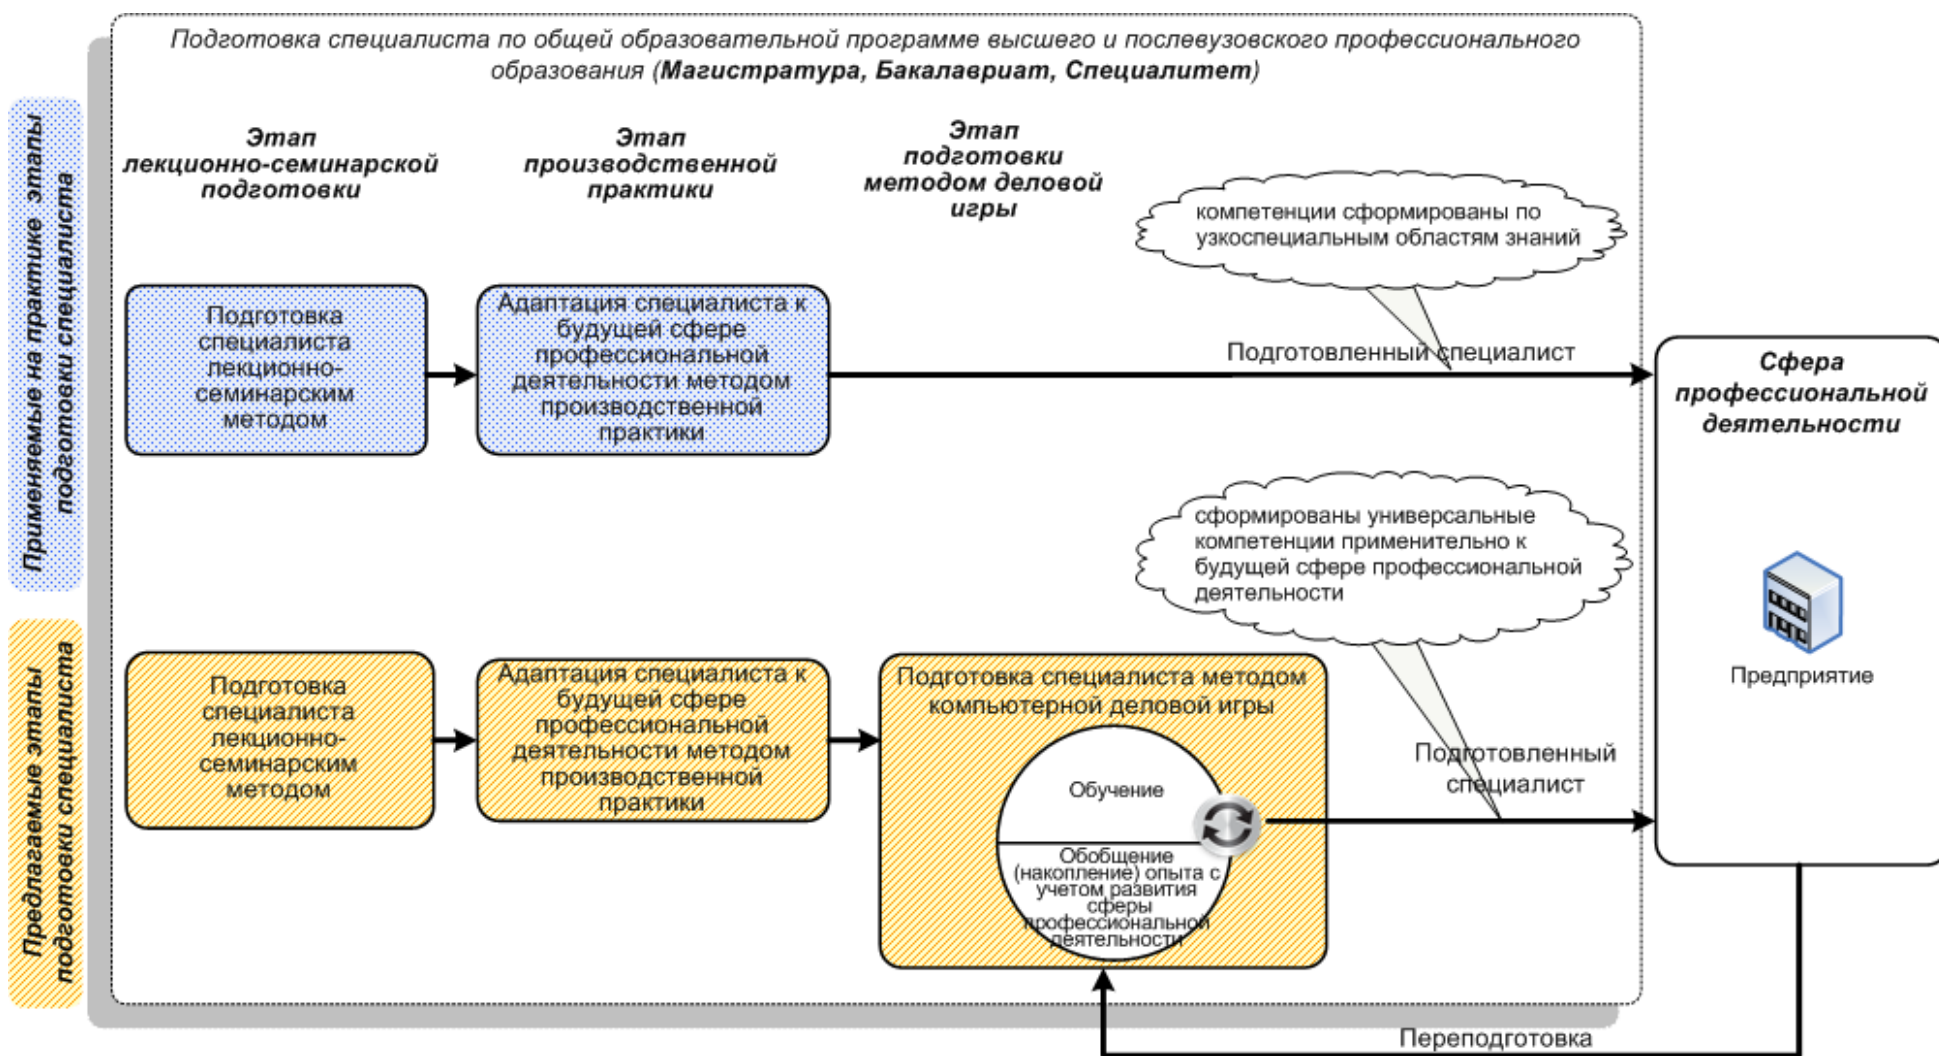 Подготовка специалиста по общей образовательной программе высшего и послевузовского профессионального
образования (Магистратура, Бакалавриат, Специалитет)
Применяемые на практике этапы
подготовки специалиста
Этап
лекционно-семинарской
подготовки
Этап
производственной
практики
Этап
подготовки
методом деловой
игры
компетенции сформированы по
узкоспециальным областям знаний
Подготовка
специалиста
лекционно-
семинарским
методом
Адаптация специалиста к
будущей сфере
профессиональной
деятельности методом
производственной
практики
Подготовленный специалист
Сфера
профессиональной
деятельности
Предприятие
сформированы универсальные
компетенции применительно к
будущей сфере профессиональной
деятельности
Предлагаемые этапы
подготовки специалиста
Подготовка
специалиста
лекционно-
семинарским
методом
Адаптация специалиста к
будущей сфере
профессиональной
деятельности методом
производственной
практики
Подготовка специалиста методом
компьютерной деловой игры
Обучение
Обобщение
(накопление) опыта с
учетом развития
сферы
профессиональной
деятельности
Подготовленный
специалист
Переподготовка